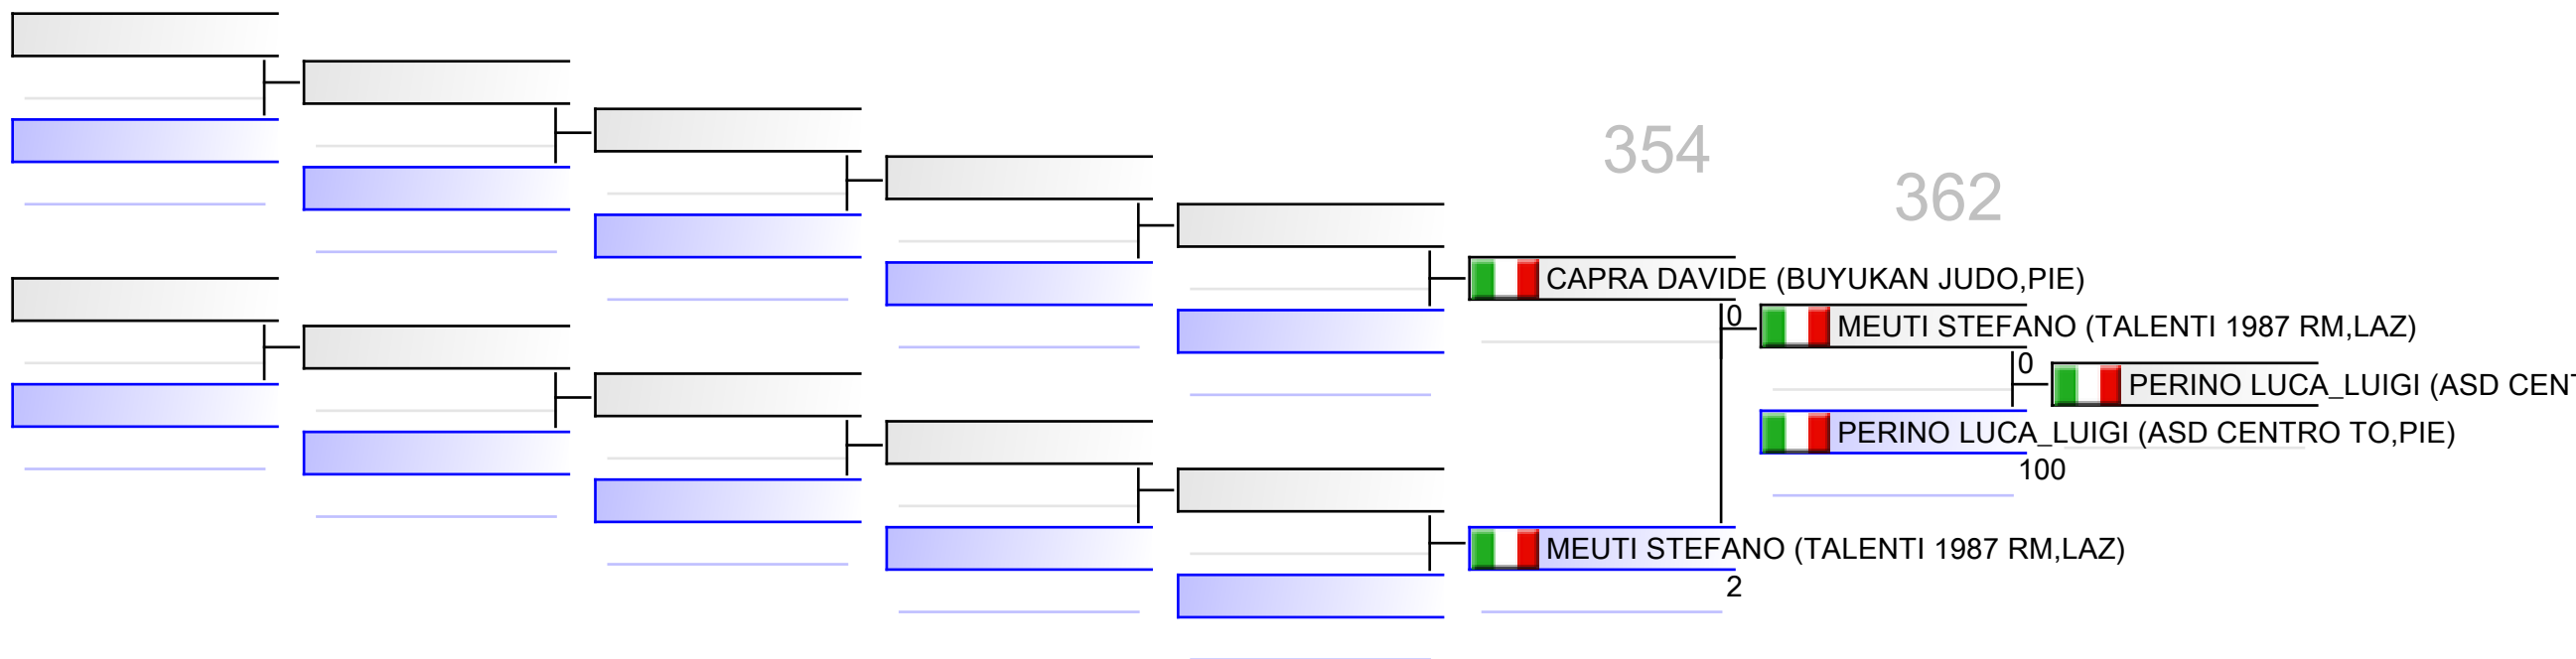 354
362
CAPRA DAVIDE (BUYUKAN JUDO,PIE)
0
MEUTI STEFANO (TALENTI 1987 RM,LAZ)
0
PERINO LUCA_LUIGI (ASD CENT
PERINO LUCA_LUIGI (ASD CENTRO TO,PIE)
100
MEUTI STEFANO (TALENTI 1987 RM,LAZ)
2